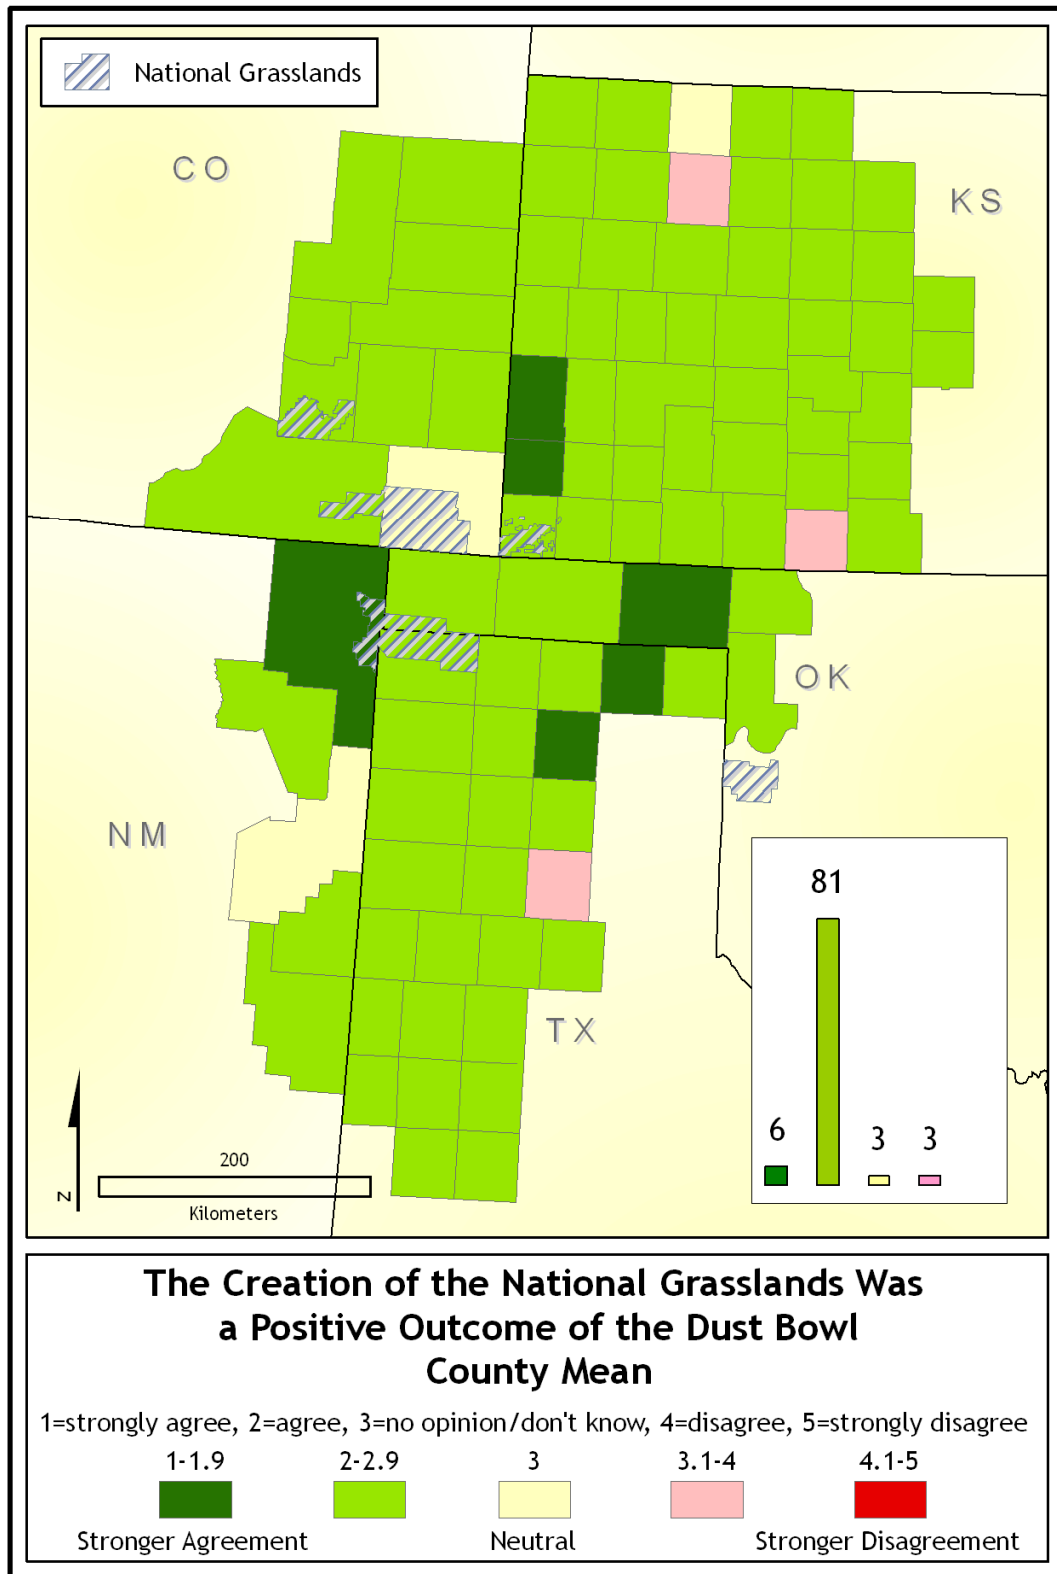 National Grasslands
CO
KS
OK
NM
TX
81
6
3
3
200
Kilometers
N
The Creation of the National Grasslands Was
a Positive Outcome of the Dust Bowl
County Mean
1=strongly agree, 2=agree, 3=no opinion/don't know, 4=disagree, 5=strongly disagree
1-1.9 2-2.9 3 3.1-4 4.1-5
Stronger Agreement Neutral Stronger Disagreement